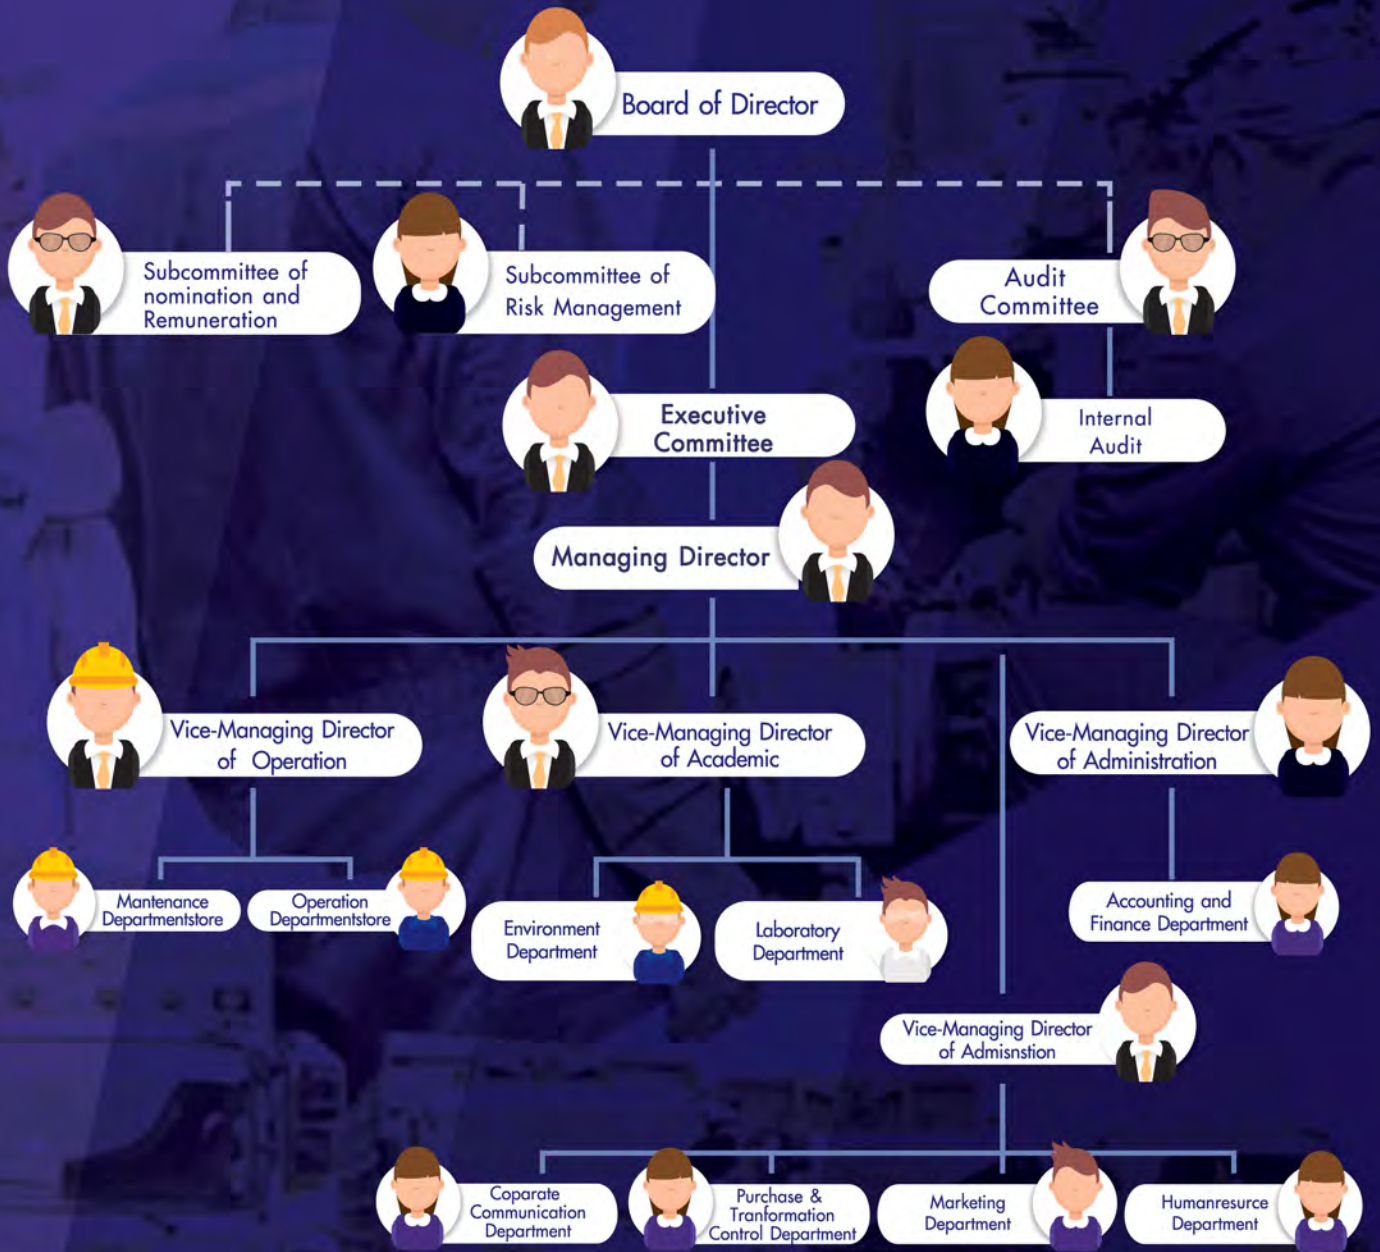 Board of Director
Subcommittee of
nomination and
Remuneration
Subcommittee of
Risk Management
Audit
Committee
Executive
Committee
Internal
Audit
Managing Director
Vice-Managing Director
of Operation
Vice-Managing Director
of Academic
Vice-Managing Director
of Administration
Mantenance
Departmentstore
Operation
Departmentstore
Environment
Department
Laboratory
Department
Accounting and
Finance Department
Vice-Managing Director
of Admisnstion
Coparate
Communication
Department
Purchase &
Tranformation
Control Department
Marketing
Department
Humanresurce
Department